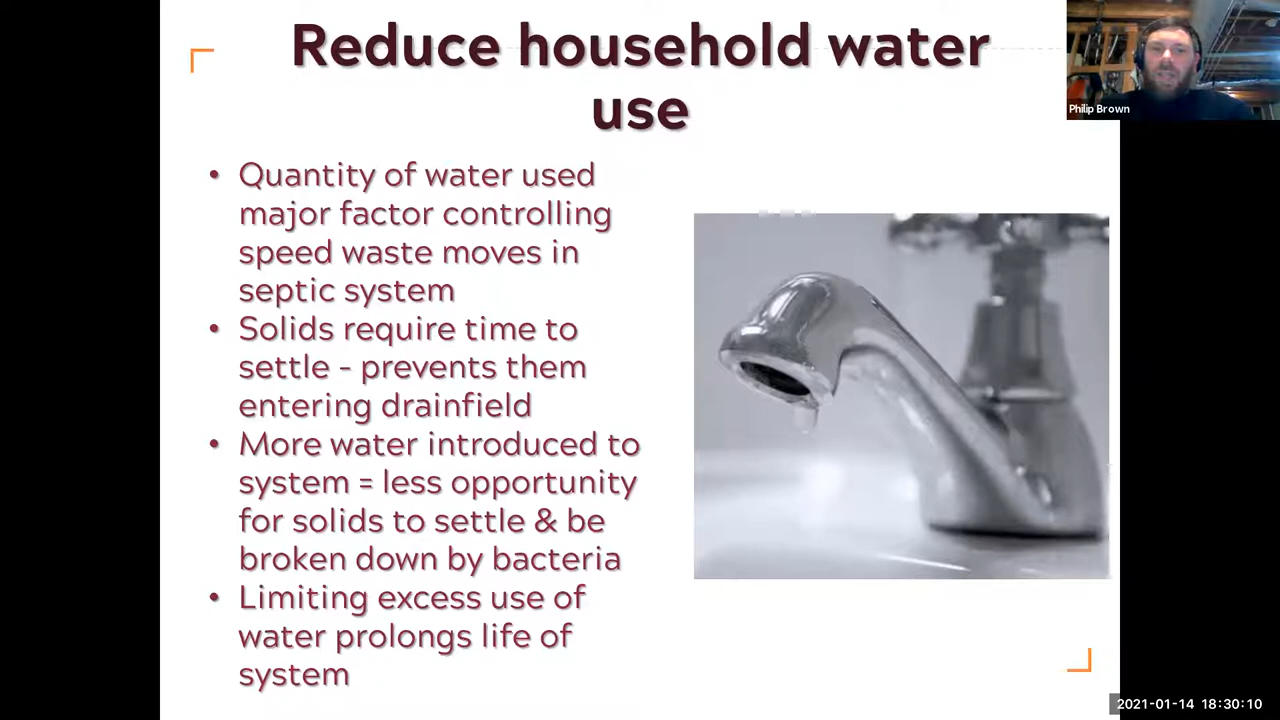 Reduce household water
use
Philip Brown
• Quantity of water used
major factor controlling
speed waste moves in
septic system
• Solids require time to
settle - prevents them
entering drainfield
• More water introduced to
system = less opportunity
for solids to settle & be
broken down by bacteria
• Limiting excess use of
water prolongs life of
system
2021-01-14 18:30:10